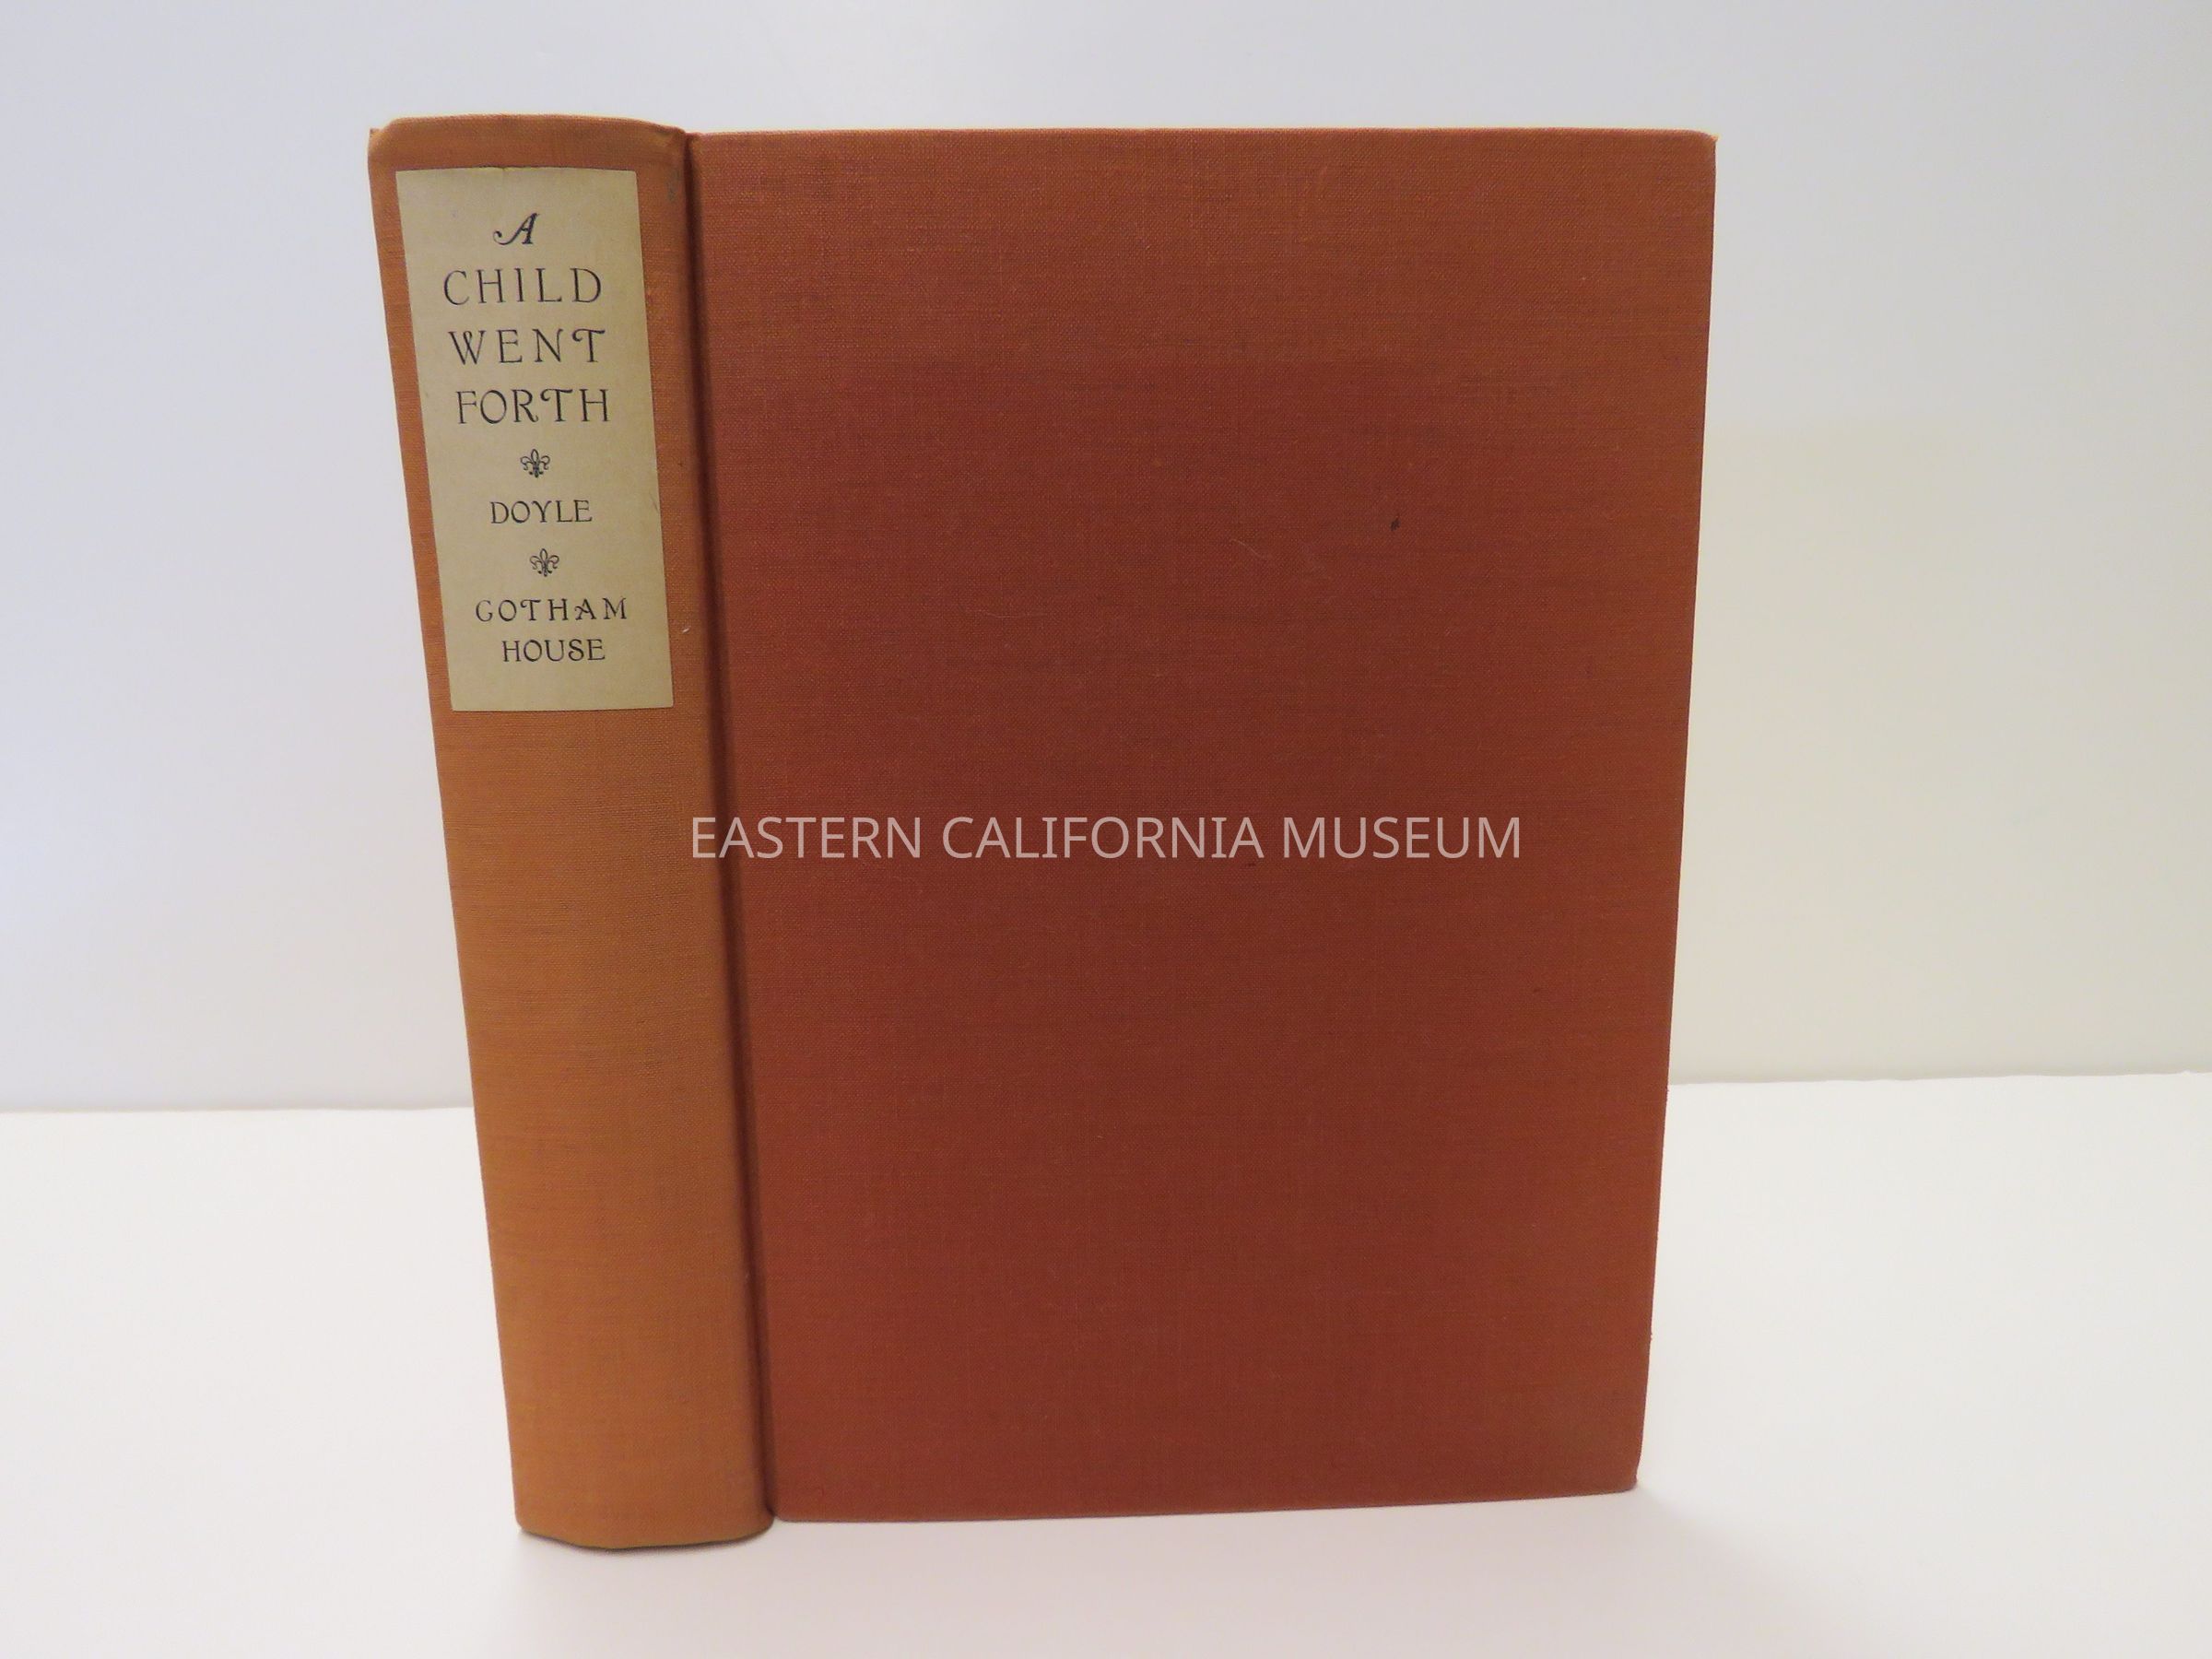 A
CHILD
WENT
FORTH
DOYLE
GOTHAM
HOUSE
EASTERN CALIFORNIA MUSEUM